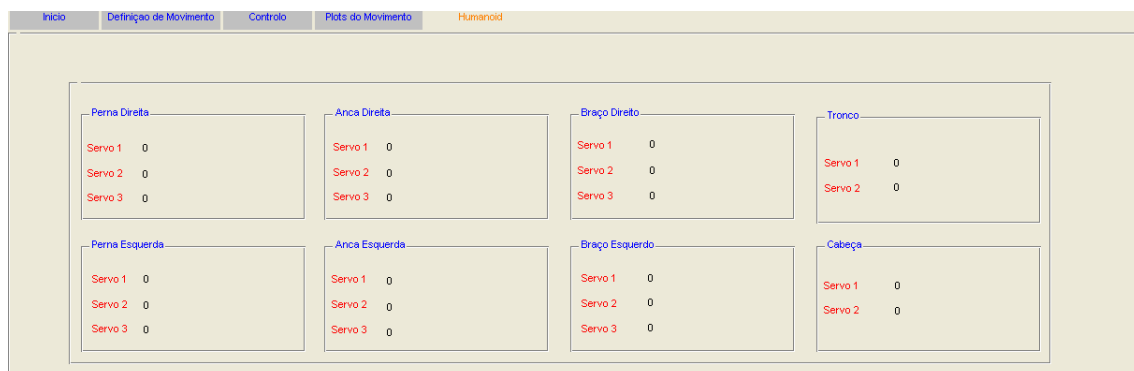 Inicio Definiçao de Movimento Controlo Plots do Movimento Humanoid
Perna Direita
Servo 1 0
Servo 2 0
Servo 3 0
Anca Direita
Servo 1 0
Servo 2 0
Servo 3 0
Braço Direito
Servo 1 0
Servo 2 0
Servo 3 0
Tronco
Servo 1 0
Servo 2 0
Perna Esquerda
Servo 1 0
Servo 2 0
Servo 3 0
Anca Esquerda
Servo 1 0
Servo 2 0
Servo 3 0
Braço Esquerdo
Servo 1 0
Servo 2 0
Servo 3 0
Cabeça
Servo 1 0
Servo 2 0